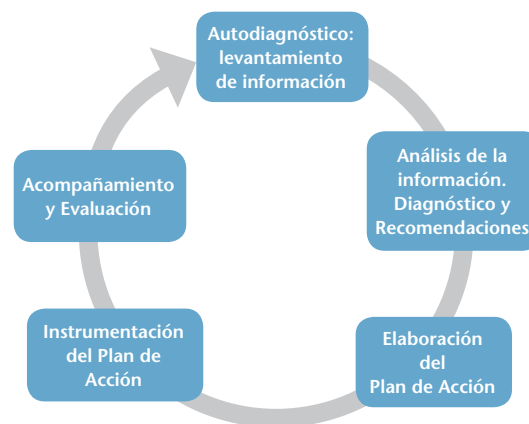 Autodiagnóstico:
levantamiento
de información
Análisis de la
información.
Diagnóstico y
Recomendaciones
Elaboración
del
Plan de Acción
Instrumentación
del Plan de
Acción
Acompañamiento
y Evaluación